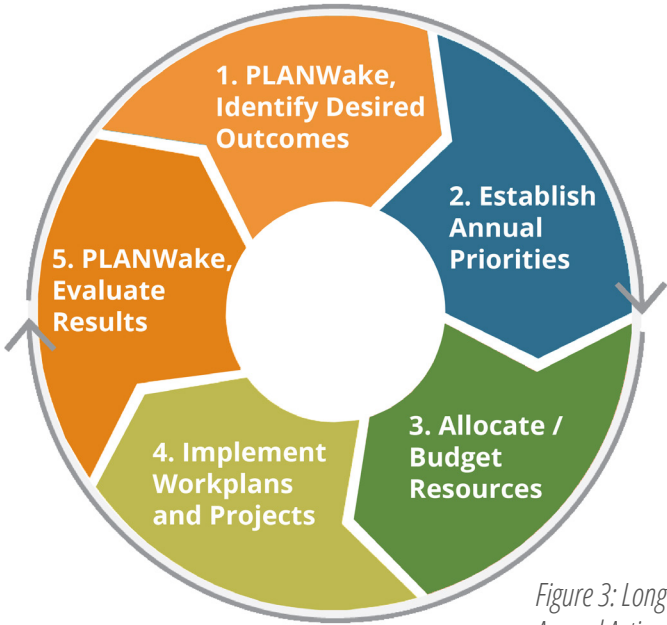 1. PLANWake,
Identify Desired
Outcomes
2. Establish
Annual
Priorities
3. Allocate /
Budget
Resources
4. Implement
Workplans
and Projects
5. PLANWake,
Evaluate
Results
Figure 3: Long